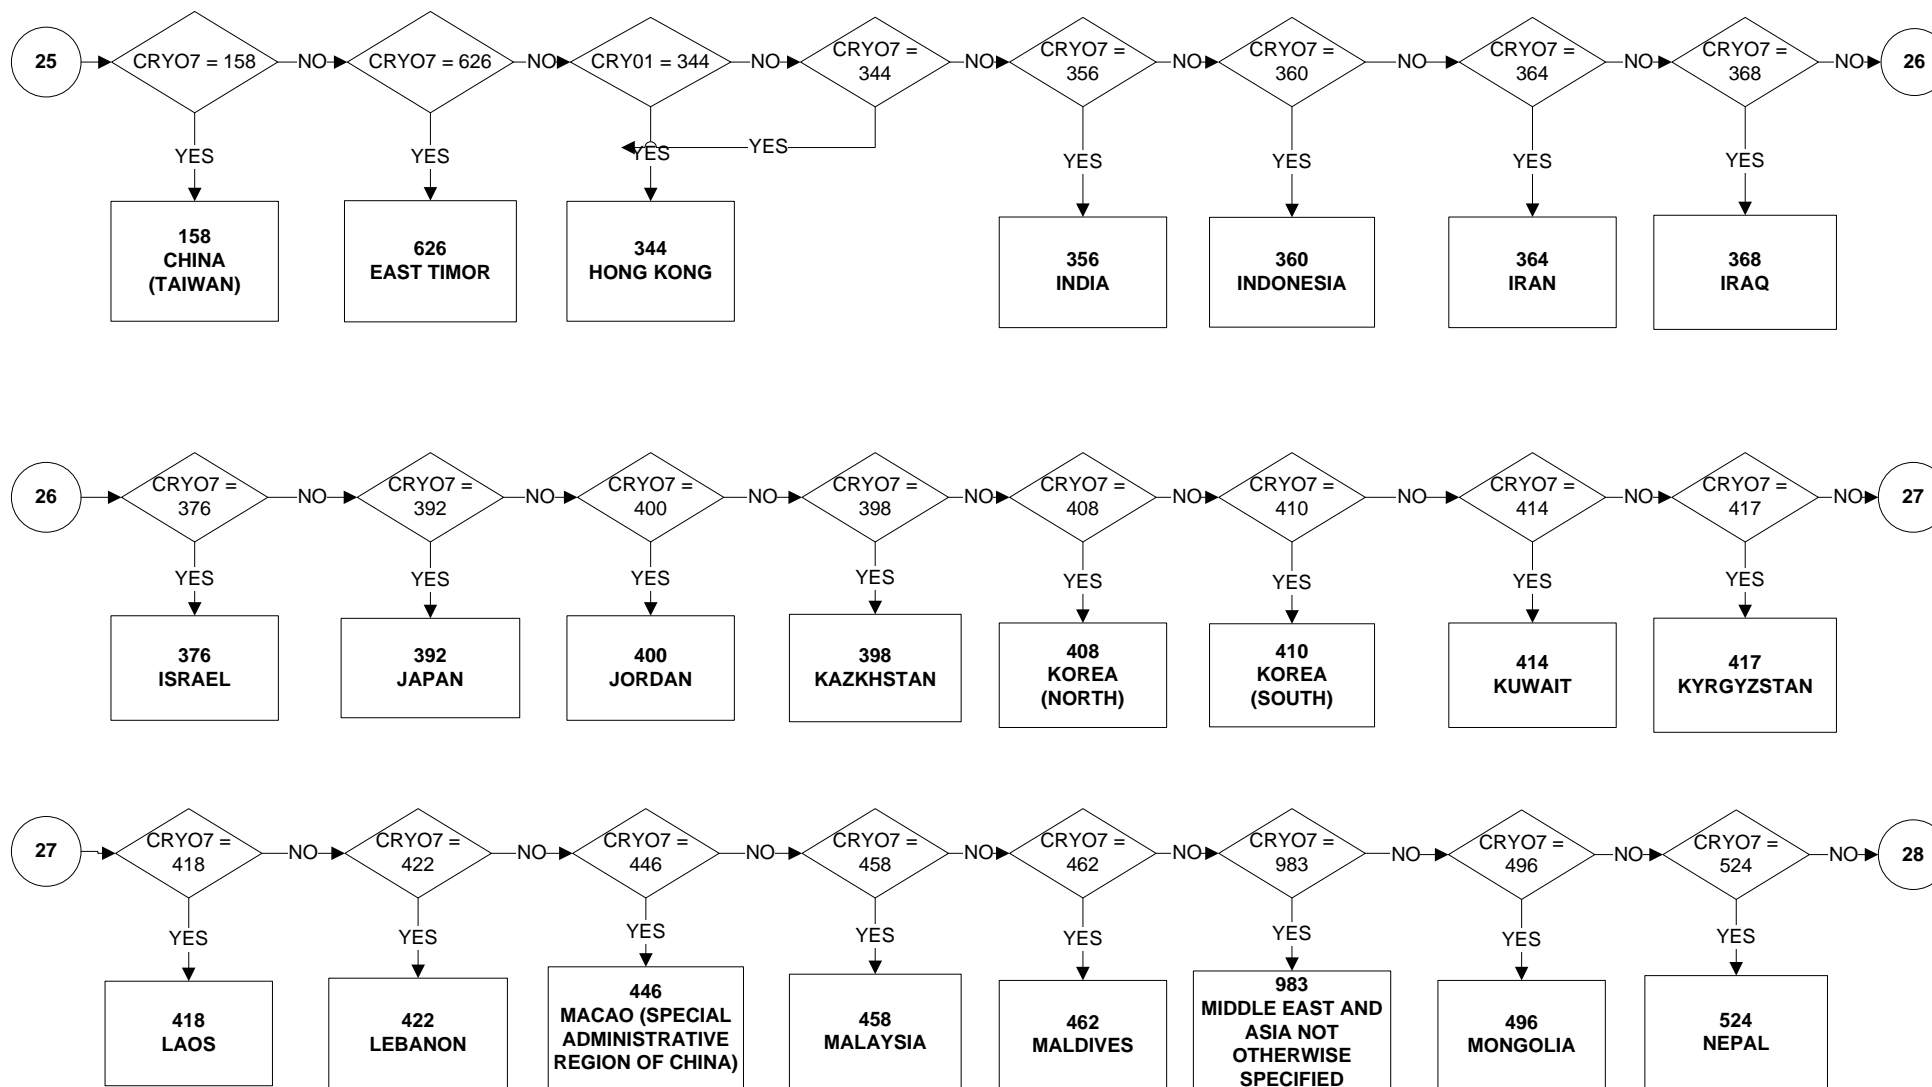 25
CRYO7 = 158
NO
CRYO7 = 626
NO
CRY01 = 344
NO
CRYO7 =
344
NO
CRYO7 =
356
NO
CRYO7 =
360
NO
CRYO7 =
364
NO
CRYO7 =
368
NO
26
YES
YES
YES
YES
YES
YES
YES
YES
158
CHINA
(TAIWAN)
626
EAST TIMOR
344
HONG KONG
356
INDIA
360
INDONESIA
364
IRAN
368
IRAQ
26
CRYO7 =
376
NO
CRYO7 =
392
NO
CRYO7 =
400
NO
CRYO7 =
398
NO
CRYO7 =
408
NO
CRYO7 =
410
NO
CRYO7 =
414
NO
CRYO7 =
417
NO
27
YES
YES
YES
YES
YES
YES
YES
YES
376
ISRAEL
392
JAPAN
400
JORDAN
398
KAZKHSTAN
408
KOREA
(NORTH)
410
KOREA
(SOUTH)
414
KUWAIT
417
KYRGYZSTAN
27
CRYO7 =
418
NO
CRYO7 =
422
NO
CRYO7 =
446
NO
CRYO7 =
458
NO
CRYO7 =
462
NO
CRYO7 =
983
NO
CRYO7 =
496
NO
CRYO7 =
524
NO
28
YES
YES
YES
YES
YES
YES
YES
YES
418
LAOS
422
LEBANON
446
MACAO (SPECIAL
ADMINISTRATIVE
REGION OF CHINA)
458
MALAYSIA
462
MALDIVES
983
MIDDLE EAST AND
ASIA NOT
OTHERWISE
SPECIFIED
496
MONGOLIA
524
NEPAL